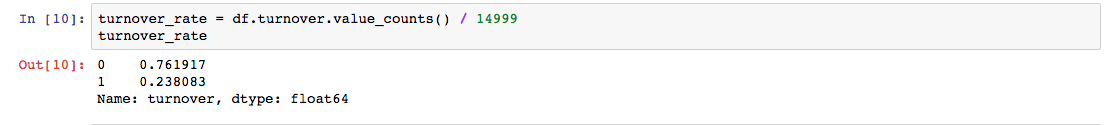 In [10]: turnover_rate = df.turnover.value_counts() / 14999
turnover_rate
Out[10]: 0    0.761917
1    0.238083
Name: turnover, dtype: float64